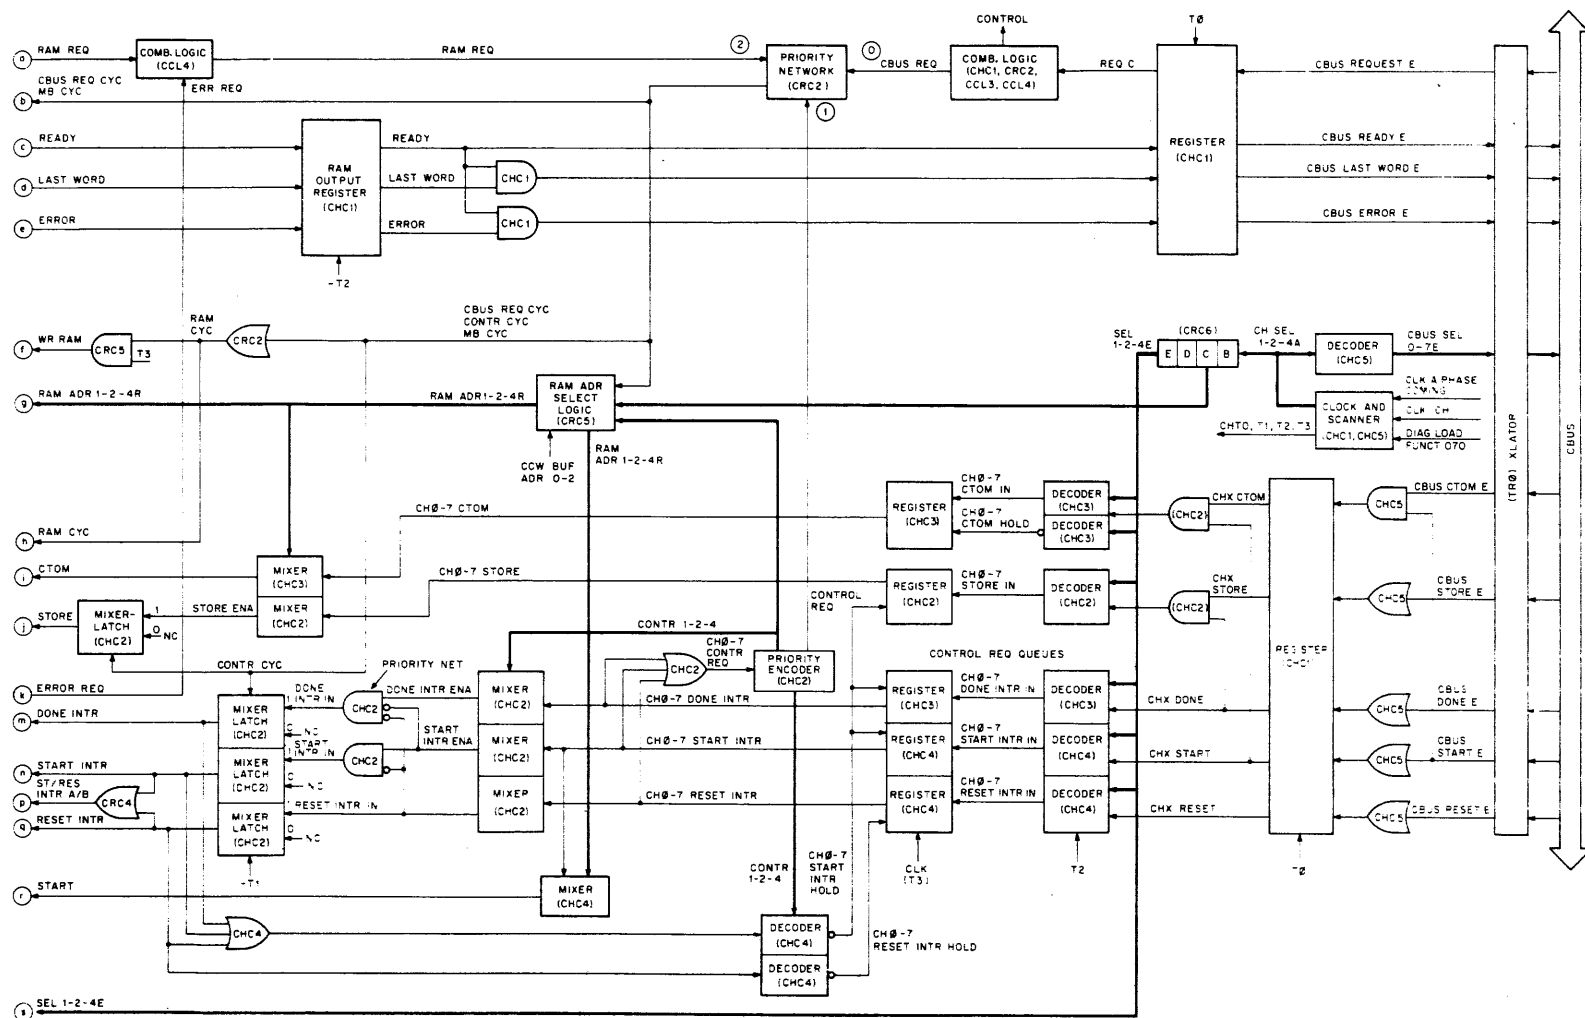 CONTROL
TØ
a
RAM REQ
COMB. LOGIC
(CCL4)
RAM REQ
2
PRIORITY
NETWORK
(CRC2)
0
CBUS REQ
COMB. LOGIC
(CHC1, CRC2,
CCL3, CCL4)
REQ C
CBUS REQUEST E
b
CBUS REQ CYC
MB CYC
ERR REQ
1
c
READY
READY
CBUS READY E
REGISTER
(CHC1)
RAM
OUTPUT
REGISTER
(CHC1)
d
LAST WORD
LAST WORD
CHC1
CBUS LAST WORD E
e
ERROR
ERROR
CHC1
CBUS ERROR E
-T2
f
WR RAM
CRC5
T3
RAM
CYC
CRC2
CBUS REQ CYC
CONTR CYC
MB CYC
SEL
1-2-4E
(CRC6)
E D C B
CH SEL
1-2-4A
DECODER
(CHC5)
CBUS SEL
0-7E
g
RAM ADR 1-2-4R
RAM ADR 1-2-4R
RAM ADR
SELECT
LOGIC
(CRC5)
CLK A PHASE
COMING
CLOCK AND
SCANNER
(CHC1, CHC5)
CLK CH
CHT0, T1, T2, T3
DIAG LOAD
FUNCT 070
RAM
ADR 1-2-4R
CCW BUF
ADR 0-2
(TRØ) XLATOR
CBUS
h
RAM CYC
CHØ-7 CTOM
REGISTER
(CHC3)
CHØ-7
CTOM IN
CHØ-7
CTOM HOLD
DECODER
(CHC3)
DECODER
(CHC3)
(CHC2)
CHX CTOM
CHC5
CBUS CTOM E
i
CTOM
MIXER
(CHC3)
MIXER
(CHC2)
CHØ-7 STORE
REGISTER
(CHC2)
CHØ-7
STORE IN
DECODER
(CHC2)
(CHC2)
CHX
STORE
CHC5
CBUS
STORE E
j
STORE
MIXER-
LATCH
(CHC2)
STORE ENA
1
0
NC
CONTROL
REQ
CONTR 1-2-4
REGISTER
CONTR CYC
PRIORITY NET
CHC2
CHØ-7
CONTR
REQ
PRIORITY
ENCODER
(CHC2)
CONTROL REQ QUEUES
k
ERROR REQ
m
DONE INTR
MIXER
LATCH
(CHC2)
DONE
INTR IN
CHC2
DONE INTR ENA
MIXER
(CHC2)
CHØ-7 DONE INTR
REGISTER
(CHC3)
CHØ-7
DONE INTR IN
DECODER
(CHC3)
CHX DONE
CHC5
CBUS
DONE E
n
START INTR
MIXER
LATCH
(CHC2)
START
INTR IN
CHC2
START
INTR ENA
MIXER
(CHC2)
CHØ-7 START INTR
REGISTER
(CHC4)
CHØ-7
START INTR IN
DECODER
(CHC4)
CHX START
CHC5
CBUS
START E
p
ST/RES
INTR A/B
CRC4
q
RESET INTR
MIXER
LATCH
(CHC2)
RESET INTR IN
MIXER
(CHC2)
CHØ-7 RESET INTR
REGISTER
(CHC4)
CHØ-7
RESET INTR IN
DECODER
(CHC4)
CHX RESET
CHC5
CBUS RESET E
-T1
CLK
(T3)
T2
TØ
r
START
MIXER
(CHC4)
CONTR
1-2-4
CHØ-7
START
INTR
HOLD
CHC4
DECODER
(CHC4)
DECODER
(CHC4)
CHØ-7
RESET INTR HOLD
s
SEL 1-2-4E